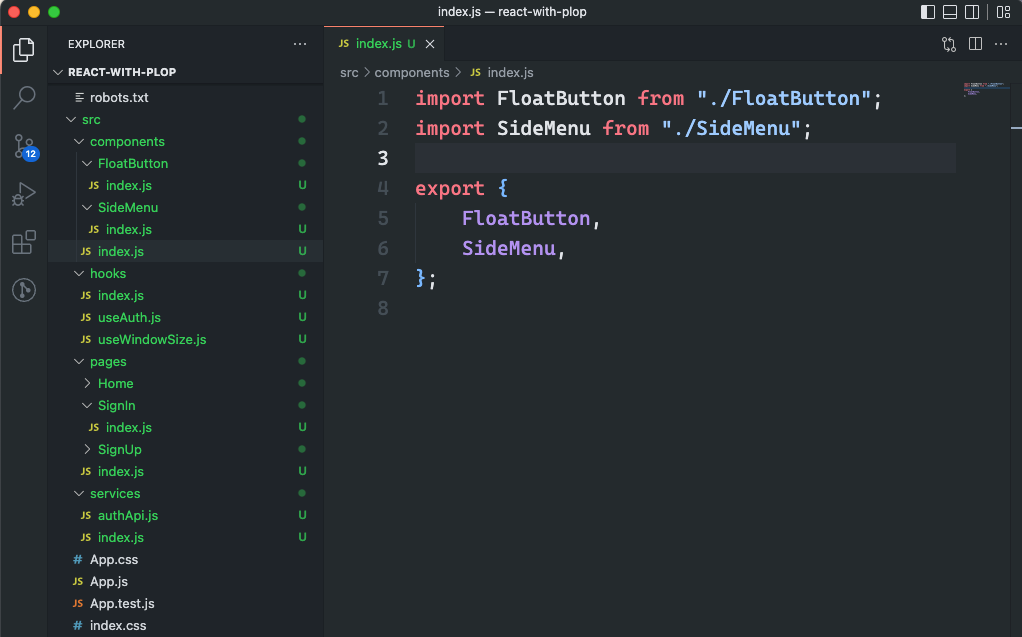 index.js — react-with-plop
EXPLORER
REACT-WITH-PLOP
robots.txt
src
components
FloatButton
JS index.js U
SideMenu
JS index.js U
JS index.js U
hooks
JS index.js U
JS useAuth.js U
JS useWindowSize.js U
pages
Home
SignIn
JS index.js U
SignUp
JS index.js U
services
JS authApi.js U
JS index.js U
# App.css
JS App.js
JS App.test.js
# index.css
12
JS index.js U
src > components > JS index.js
1 import FloatButton from "./FloatButton";
2 import SideMenu from "./SideMenu";
3
4 export {
5 FloatButton,
6 SideMenu,
7 };
8